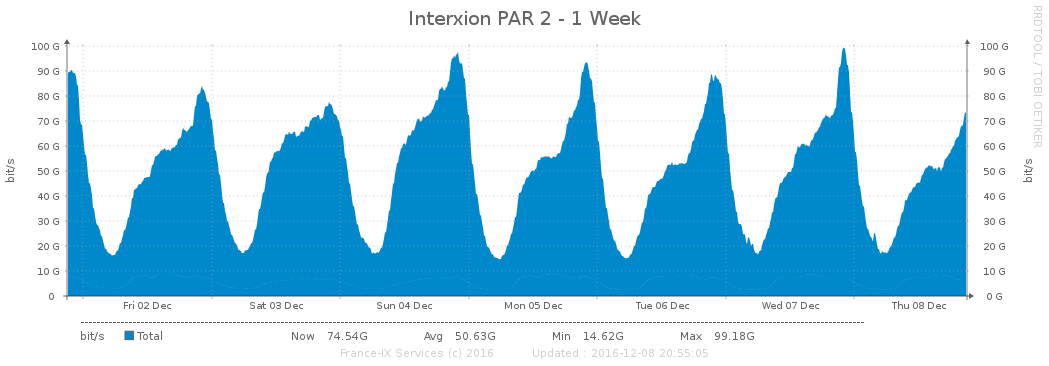 Interxion PAR 2 - 1 Week
RRDTOOL / TOBI OETIKER
bit/s
100 G 100 G
90 G 90 G
80 G 80 G
70 G 70 G
60 G 60 G
50 G 50 G
40 G 40 G
30 G 30 G
20 G 20 G
10 G 10 G
0 0 G
bit/s
Fri 02 Dec Sat 03 Dec Sun 04 Dec Mon 05 Dec Tue 06 Dec Wed 07 Dec Thu 08 Dec
bit/s Total Now 74.54G Avg 50.63G Min 14.62G Max 99.18G
France-IX Services (c) 2016 Updated : 2016-12-08 20:55:05